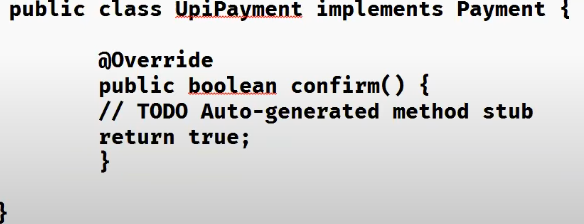 public class UpiPayment implements Payment {
@Override
public boolean confirm() {
// TODO Auto-generated method stub
return true;
}
}